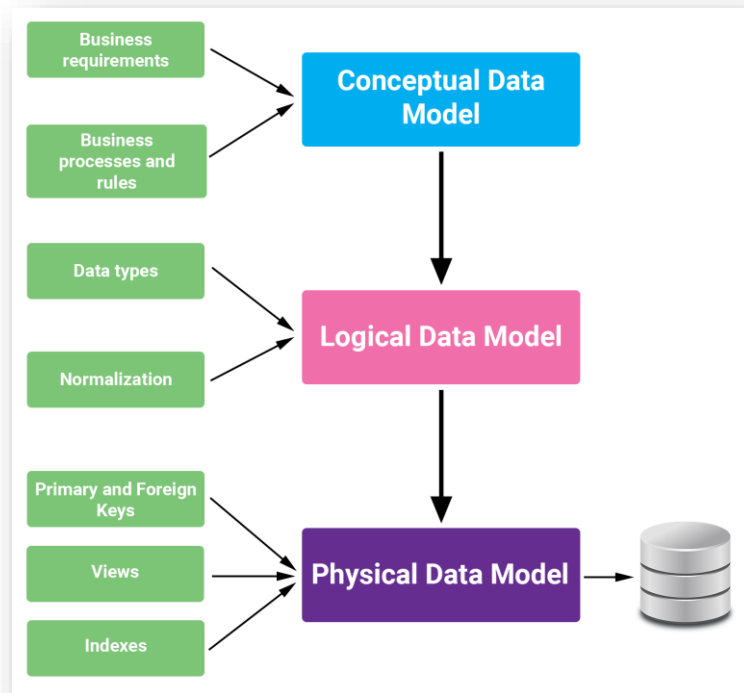 Business
requirements
Conceptual Data
Model
Business
processes and
rules
Data types
Logical Data Model
Normalization
Primary and Foreign
Keys
Views
Physical Data Model
Indexes